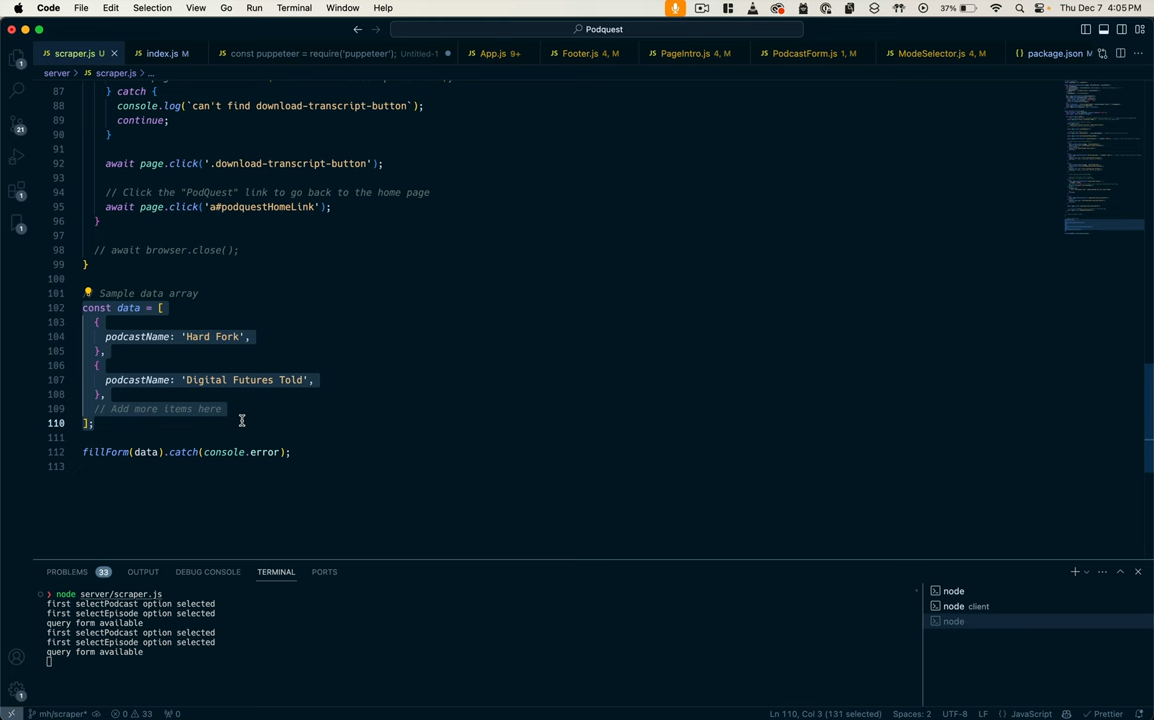 Code File Edit Selection View Go Run Terminal Window Help 37% Thu Dec 7 4:05 PM
Podquest
scraper.js U index.js M const puppeteer = require('puppeteer'); Untitled-1 App.js 9+ Footer.js 4, M PageIntro.js 4, M PodcastForm.js 1, M ModeSelector.js 4, M package.json
server > scraper.js > ...
87 } catch {
88 console.log(`can't find download-transcript-button`);
89 continue;
90 }
91
92 await page.click('.download-transcript-button');
93
94 // Click the "PodQuest" link to go back to the home page
95 await page.click('a#podquestHomeLink');
96 }
97
98 // await browser.close();
99 }
100
101 Sample data array
102 const data = [
103 {
104 podcastName: 'Hard Fork',
105 },
106 {
107 podcastName: 'Digital Futures Told',
108 },
109 // Add more items here
110 ];
111
112 fillForm(data).catch(console.error);
113
21
1
1
1
1
PROBLEMS 33 OUTPUT DEBUG CONSOLE TERMINAL PORTS
❯ node server/scraper.js
first selectPodcast option selected
first selectEpisode option selected
query form available
first selectPodcast option selected
first selectEpisode option selected
query form available
node
node client
node
1
mh/scraper* 0 33 0 Ln 110, Col 3 (131 selected) Spaces: 2 UTF-8 LF JavaScript Prettier